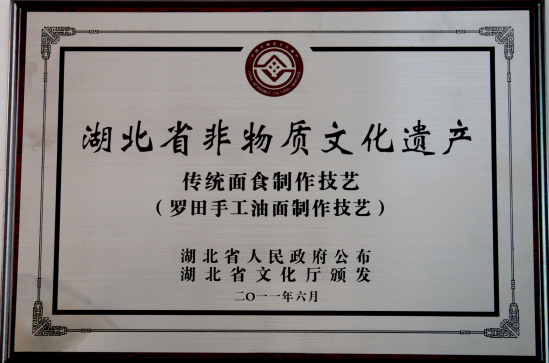 湖北省非物质文化遗产
传统面食制作技艺
（罗田手工油面制作技艺）
湖北省人民政府公布
湖北省文化厅颁发
二〇一一年六月